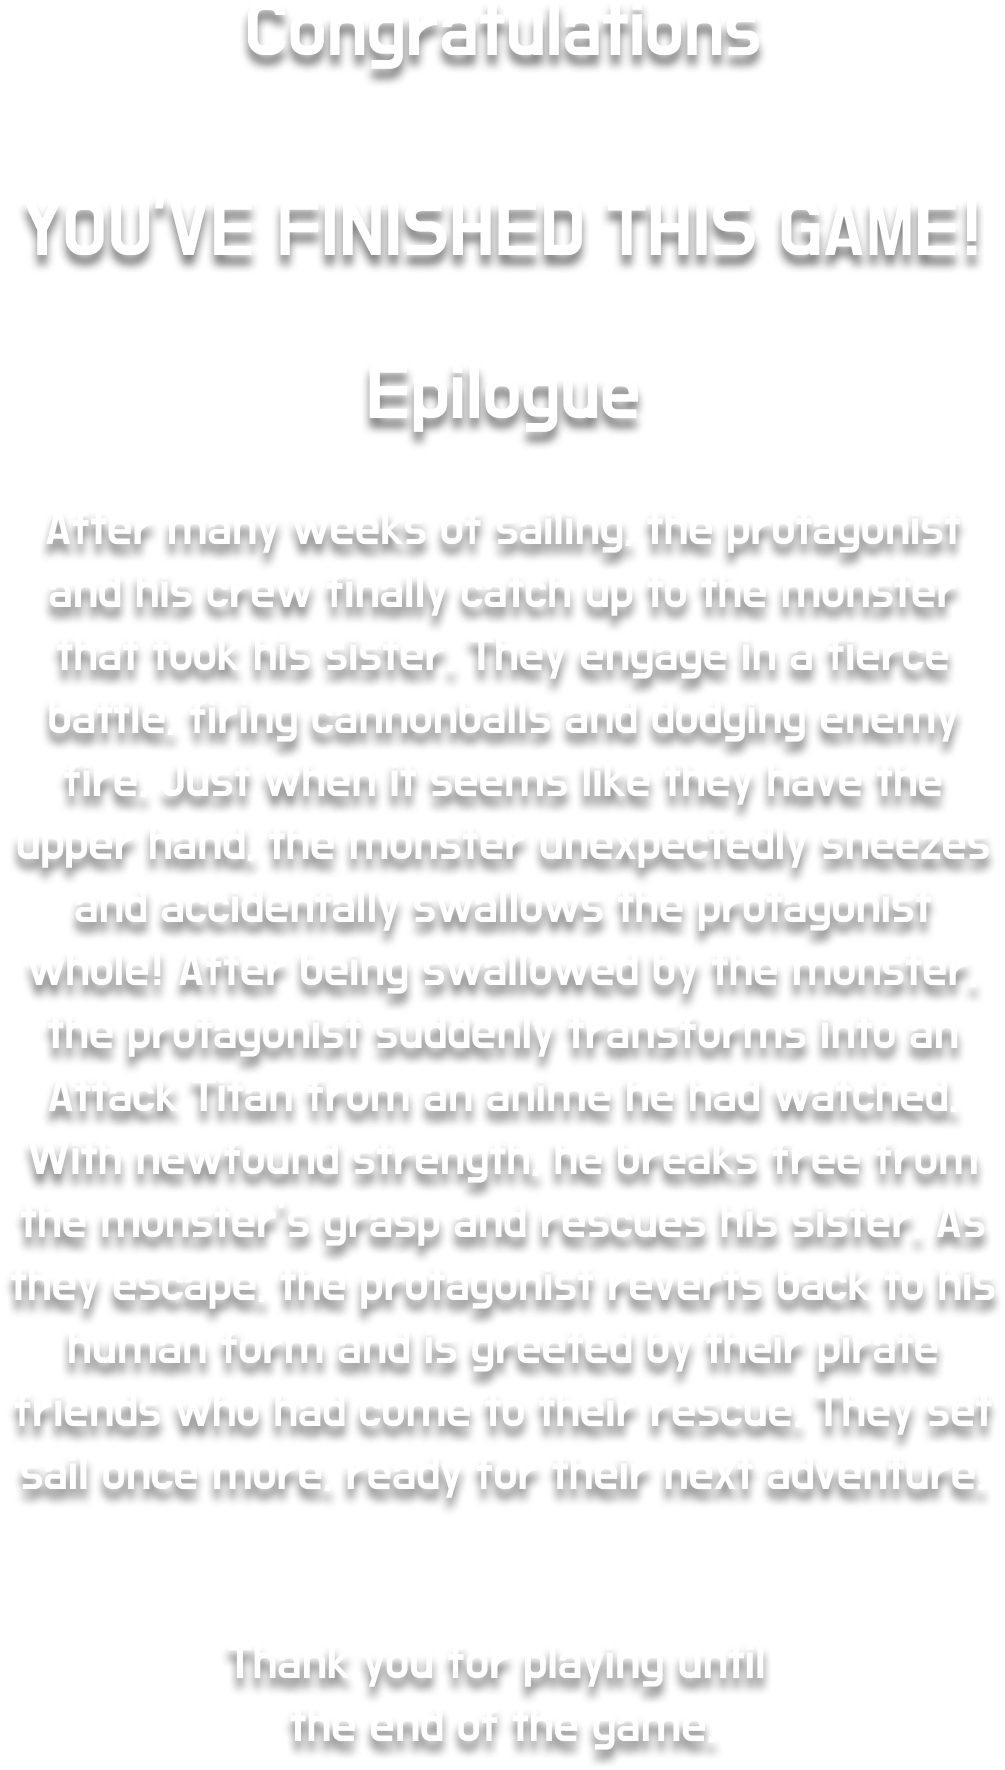 Congratulations
YOU'VE FINISHED THIS GAME!
Epilogue
After many weeks of sailing, the protagonist
and his crew finally catch up to the monster
that took his sister. They engage in a fierce
battle, firing cannonballs and dodging enemy
fire. Just when it seems like they have the
upper hand, the monster unexpectedly sneezes
and accidentally swallows the protagonist
whole! After being swallowed by the monster,
the protagonist suddenly transforms into an
Attack Titan from an anime he had watched.
With newfound strength, he breaks free from
the monster's grasp and rescues his sister. As
they escape, the protagonist reverts back to his
human form and is greeted by their pirate
friends who had come to their rescue. They set
sail once more, ready for their next adventure.
Thank you for playing until
the end of the game.